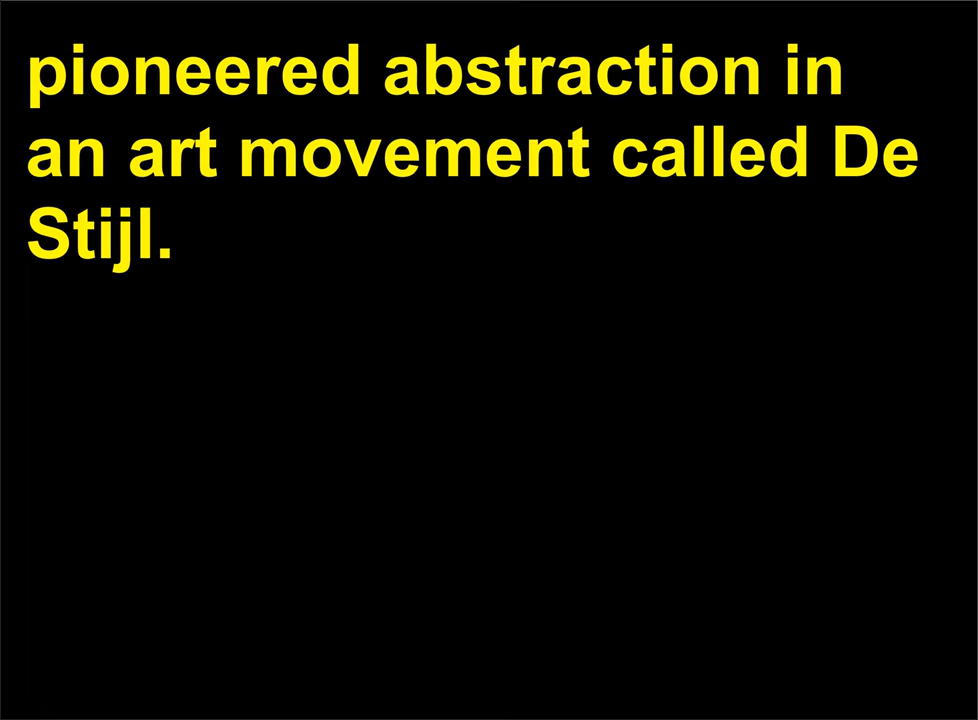 pioneered abstraction in
an art movement called De
Stijl.